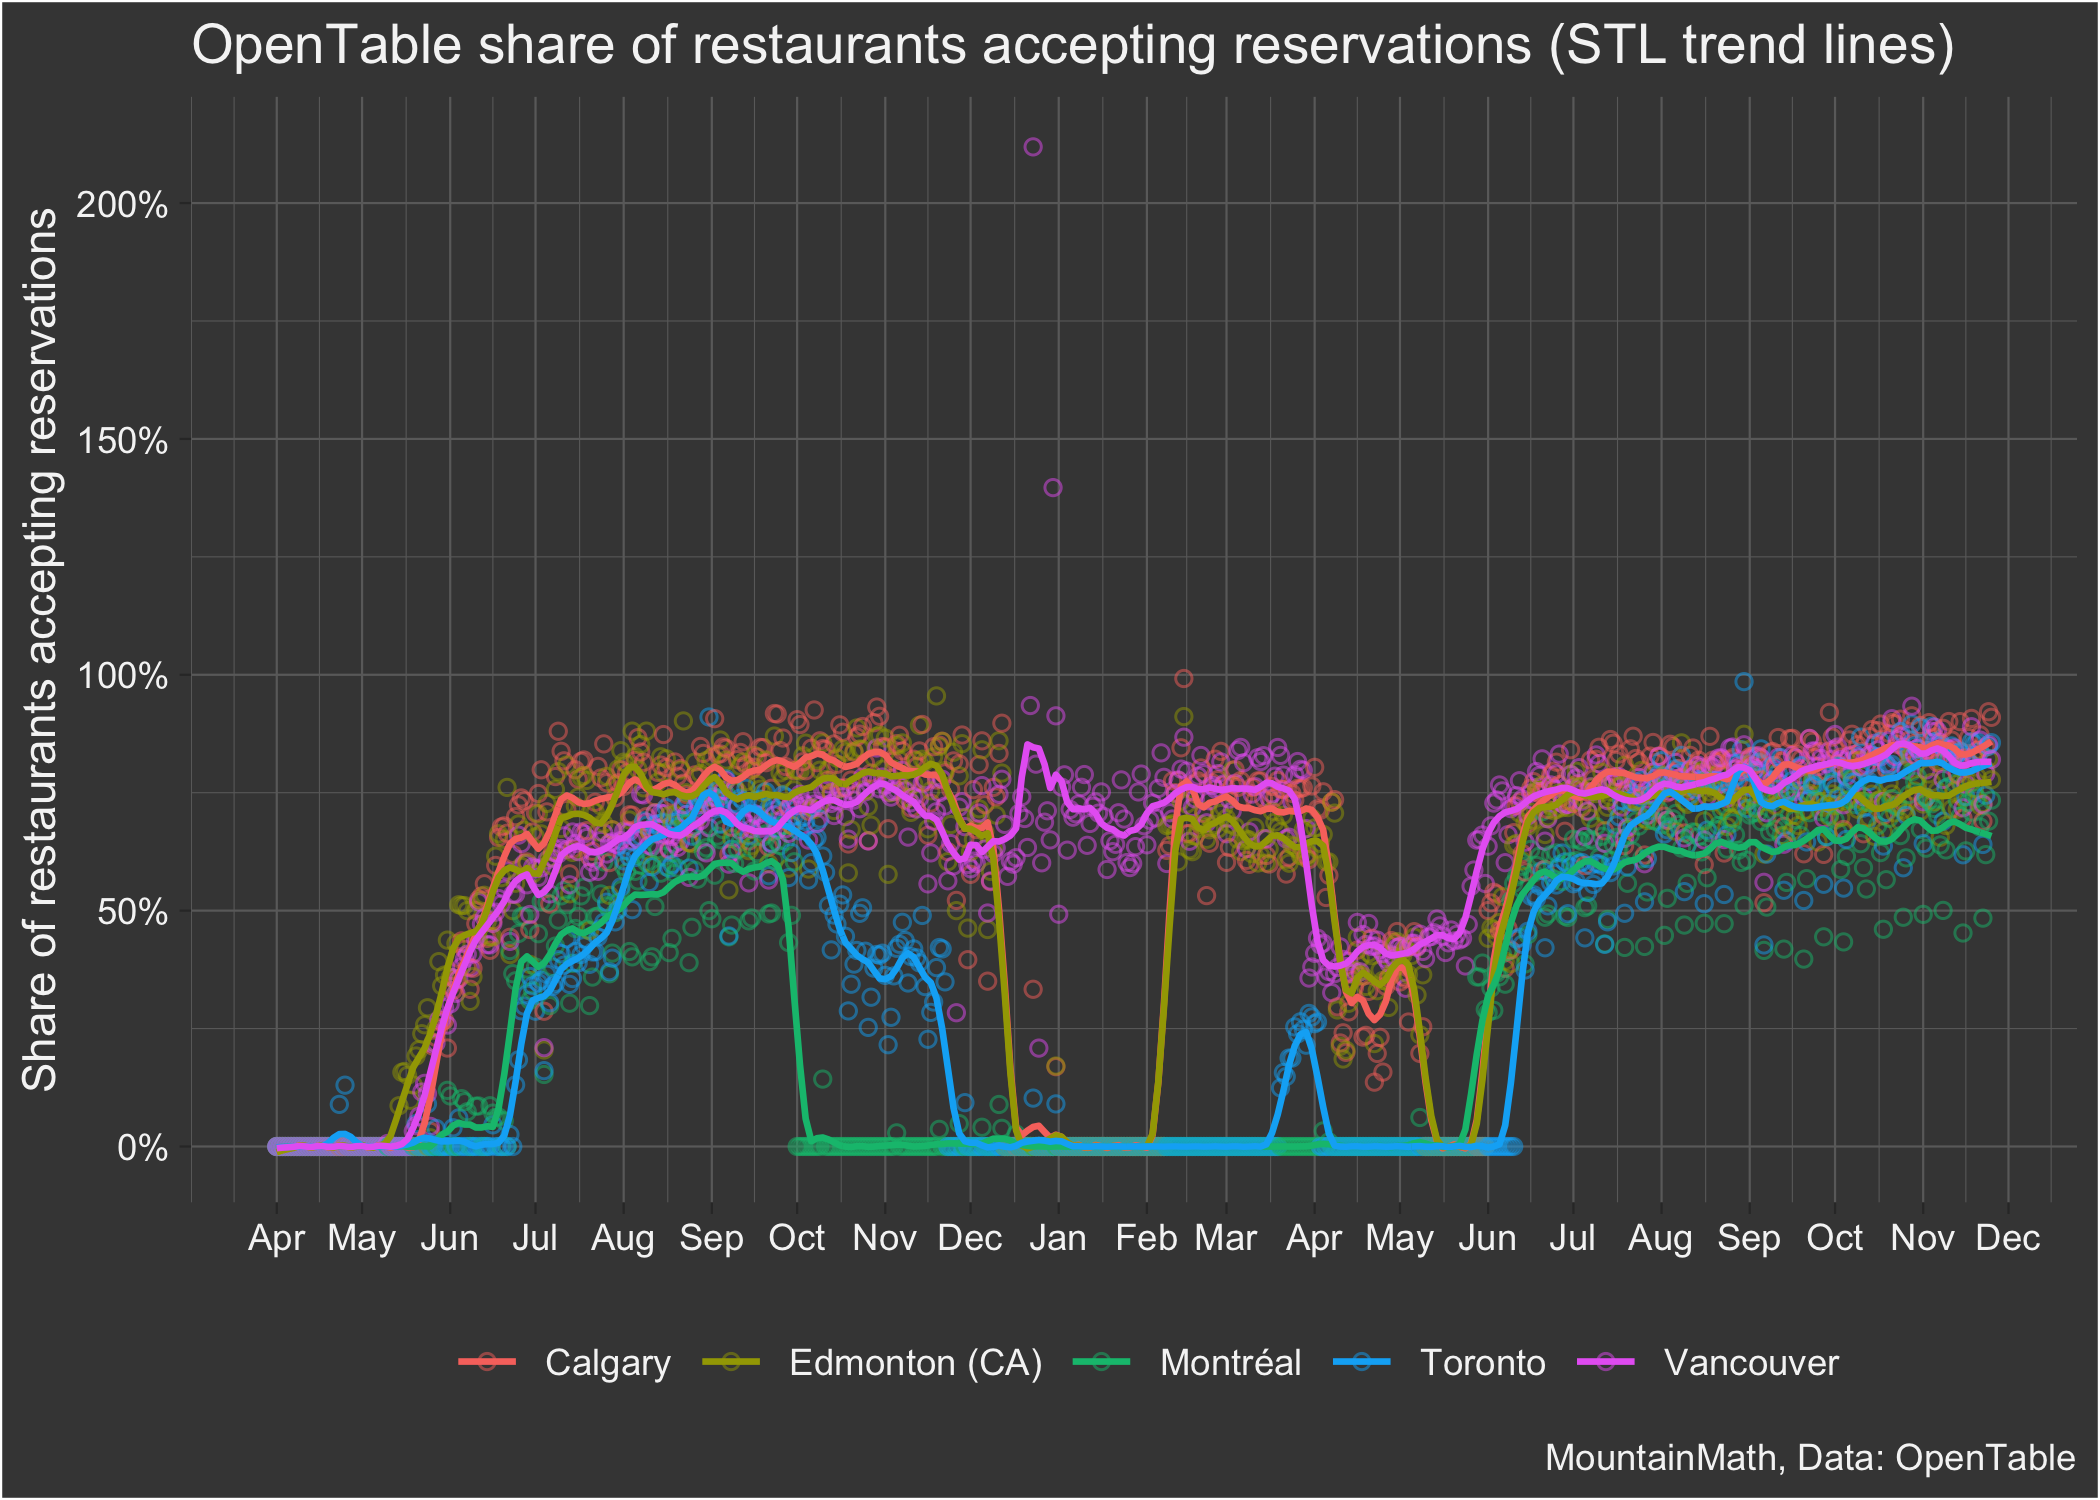 OpenTable share of restaurants accepting reservations (STL trend lines)
Share of restaurants accepting reservations
200%
150%
100%
50%
0%
Apr May Jun Jul Aug Sep Oct Nov Dec Jan Feb Mar Apr May Jun Jul Aug Sep Oct Nov Dec
Calgary Edmonton (CA) Montréal Toronto Vancouver
MountainMath, Data: OpenTable